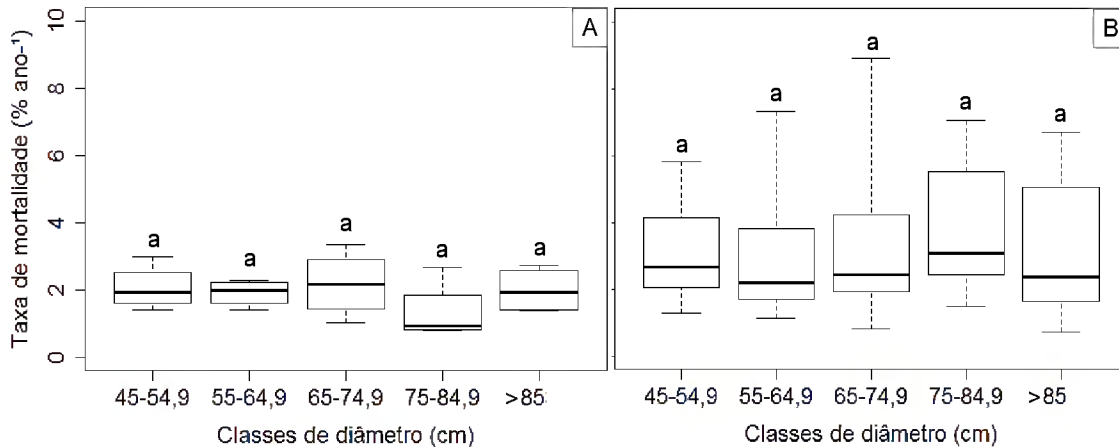 Taxa de mortalidade (% ano-¹)
10
8
6
4
2
0
A
a
a
a
a
a
45-54,9
55-64,9
65-74,9
75-84,9
>85
Classes de diâmetro (cm)
B
a
a
a
a
a
45-54,9
55-64,9
65-74,9
75-84,9
>85
Classes de diâmetro (cm)